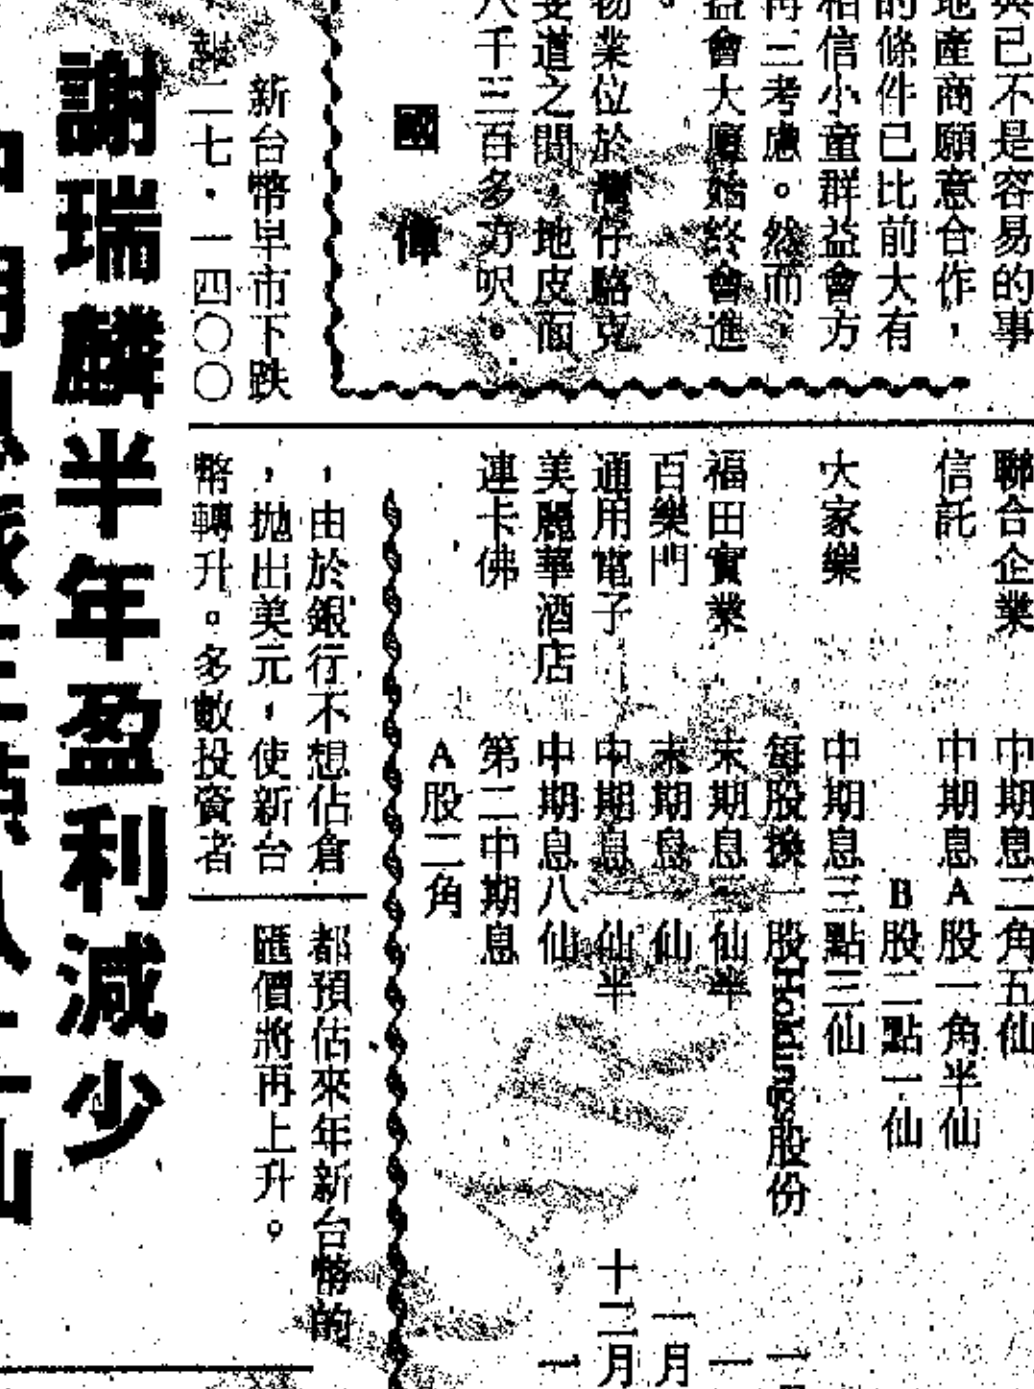 與已不是容易的事
地產商願意合作，
的條件已比前大有
相信小童群益會方
再三考慮。然而，
益會大廈始終會進
。
物業位於灣仔駱克
道之間，地皮面
八千三百多方呎。
國偉
聯合企業 中期息二角五仙
信託 中期息A股一角半仙
B股二點一仙
大家樂 中期息三點三仙
每股換一股Holdings股份 一
福田實業 末期息三仙半 一
百樂門 末期息一仙 一月
通用電子 中期息一仙半 十二月
美麗華酒店 中期息八仙 一
連卡佛 第二中期息
A股二角
新台幣早市下跌
報二七．一四〇〇
，由於銀行不想佔倉
，拋出美元，使新台
幣轉升。多數投資者
都預估來年新台幣的
匯價將再上升。
謝瑞麟半年盈利減少